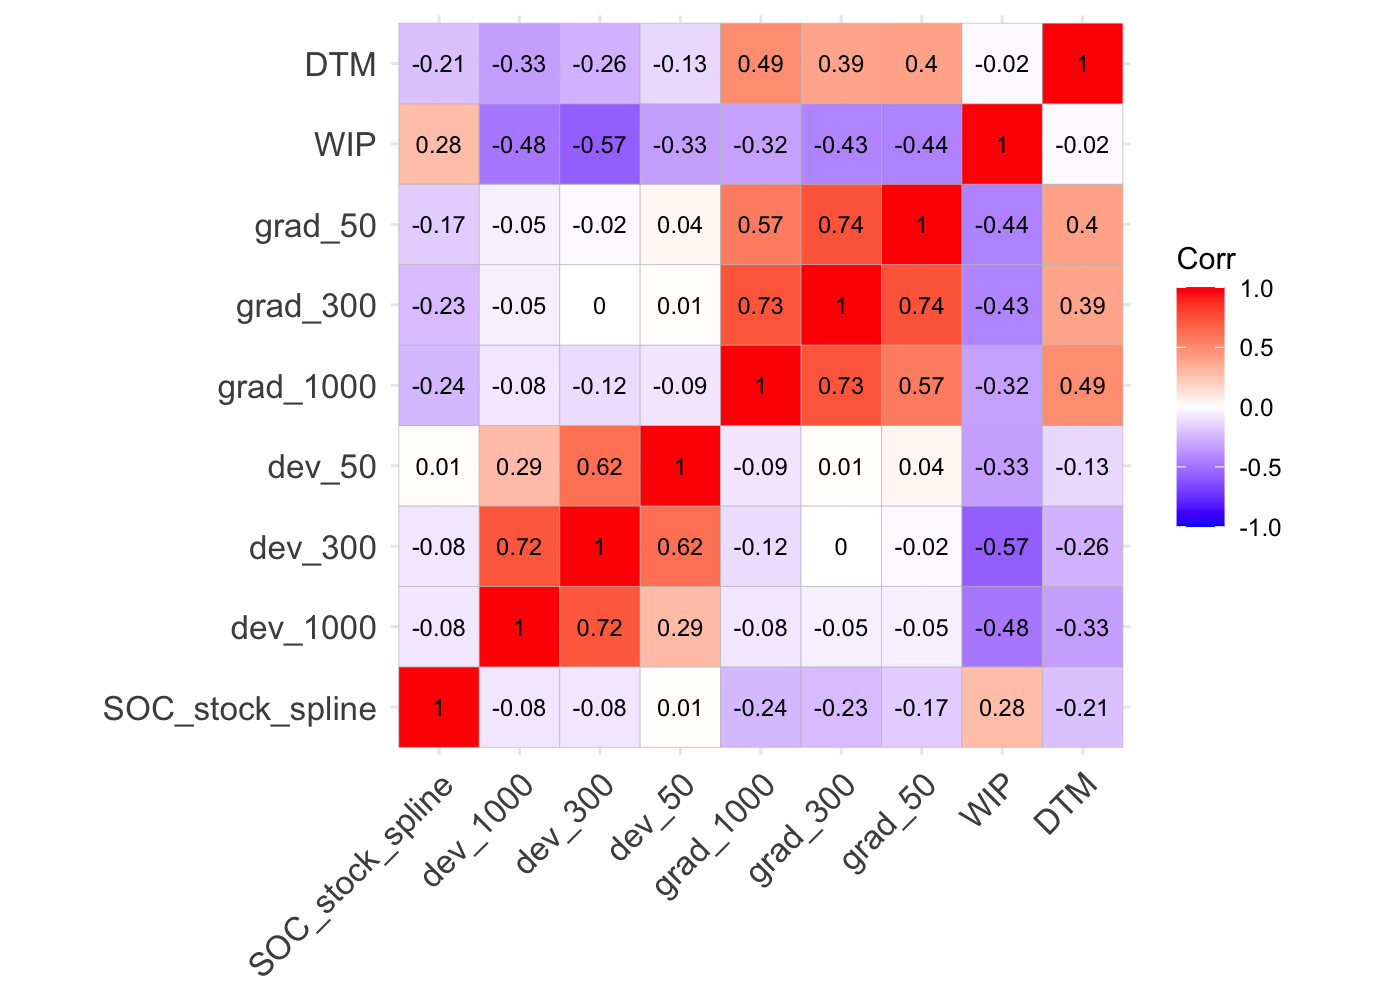 DTM -0.21 -0.33 -0.26 -0.13 0.49 0.39 0.4 -0.02 1
WIP 0.28 -0.48 -0.57 -0.33 -0.32 -0.43 -0.44 1 -0.02
grad_50 -0.17 -0.05 -0.02 0.04 0.57 0.74 1 -0.44 0.4
grad_300 -0.23 -0.05 0 0.01 0.73 1 0.74 -0.43 0.39
grad_1000 -0.24 -0.08 -0.12 -0.09 1 0.73 0.57 -0.32 0.49
dev_50 0.01 0.29 0.62 1 -0.09 0.01 0.04 -0.33 -0.13
dev_300 -0.08 0.72 1 0.62 -0.12 0 -0.02 -0.57 -0.26
dev_1000 -0.08 1 0.72 0.29 -0.08 -0.05 -0.05 -0.48 -0.33
SOC_stock_spline 1 -0.08 -0.08 0.01 -0.24 -0.23 -0.17 0.28 -0.21
SOC_stock_spline dev_1000 dev_300 dev_50 grad_1000 grad_300 grad_50 WIP DTM
Corr
1.0
0.5
0.0
-0.5
-1.0